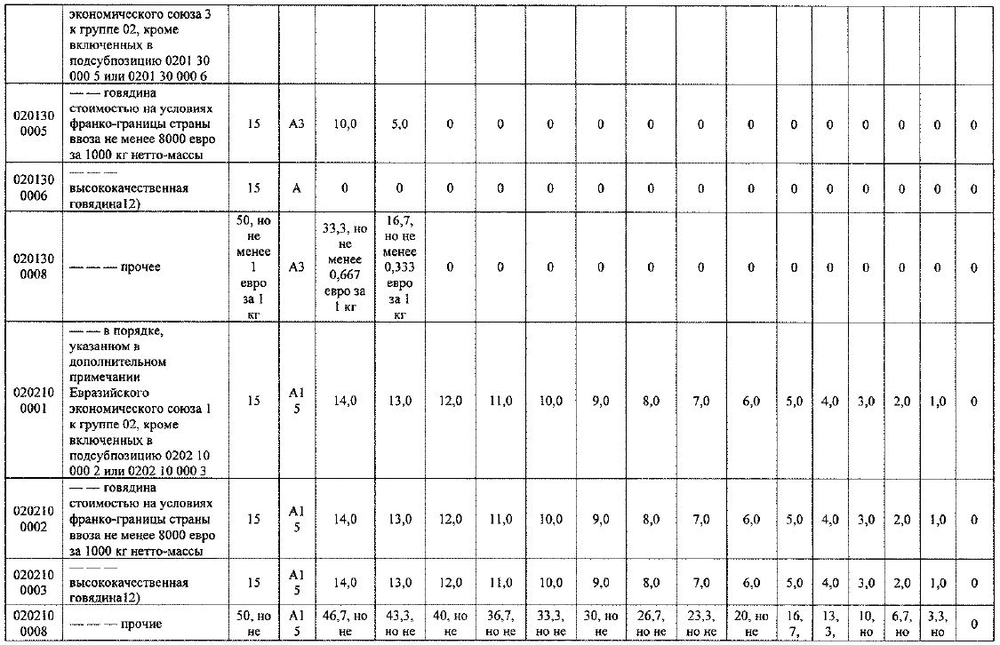 экономического союза 3
к группе 02, кроме
включенных в
подсубпозицию 0201 30
000 5 или 0201 30 000 6
020130
0005
— — говядина
стоимостью на условиях
франко-границы страны
ввоза не менее 8000 евро
за 1000 кг нетто-массы
15 А3 10,0 5,0 0 0 0 0 0 0 0 0 0 0 0 0 0
020130
0006
— — —
высококачественная
говядина12)
15 А 0 0 0 0 0 0 0 0 0 0 0 0 0 0 0
020130
0008
— — — прочее
50, но
не
менее
1
евро
за 1
кг
А3
33,3, но
не
менее
0,667
евро за
1 кг
16,7,
но не
менее
0,333
евро
за 1
кг
0 0 0 0 0 0 0 0 0 0 0 0 0
020210
0001
— — в порядке,
указанном в
дополнительном
примечании
Евразийского
экономического союза 1
к группе 02, кроме
включенных в
подсубпозицию 0202 10
000 2 или 0202 10 000 3
15
А1
5
14,0 13,0 12,0 11,0 10,0 9,0 8,0 7,0 6,0 5,0 4,0 3,0 2,0 1,0 0
020210
0002
— — говядина
стоимостью на условиях
франко-границы страны
ввоза не менее 8000 евро
за 1000 кг нетто-массы
15
А1
5
14,0 13,0 12,0 11,0 10,0 9,0 8,0 7,0 6,0 5,0 4,0 3,0 2,0 1,0 0
020210
0003
— — —
высококачественная
говядина12)
15
А1
5
14,0 13,0 12,0 11,0 10,0 9,0 8,0 7,0 6,0 5,0 4,0 3,0 2,0 1,0 0
020210
0008
— — — прочие
50, но
не
А1
5
46,7, но
не
43,3,
но не
40, но
не
36,7,
но не
33,3,
но не
30, но
не
26,7,
но не
23,3,
но не
20, но
не
16,
7,
13,
3,
10,
но
6,7,
но
3,3,
но
0